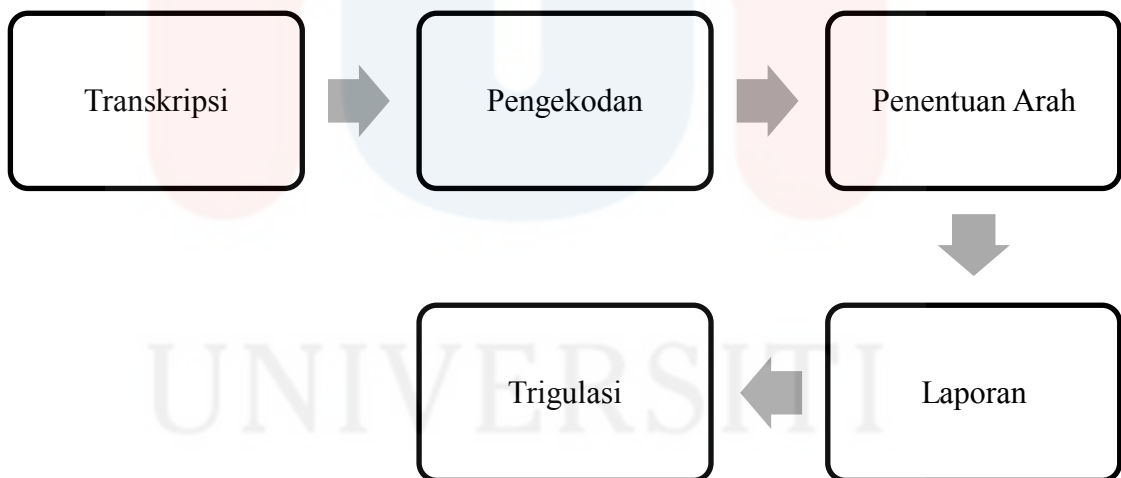 Transkripsi
Pengekodan
Penentuan Arah
Laporan
Trigulasi
UNIVERSITI